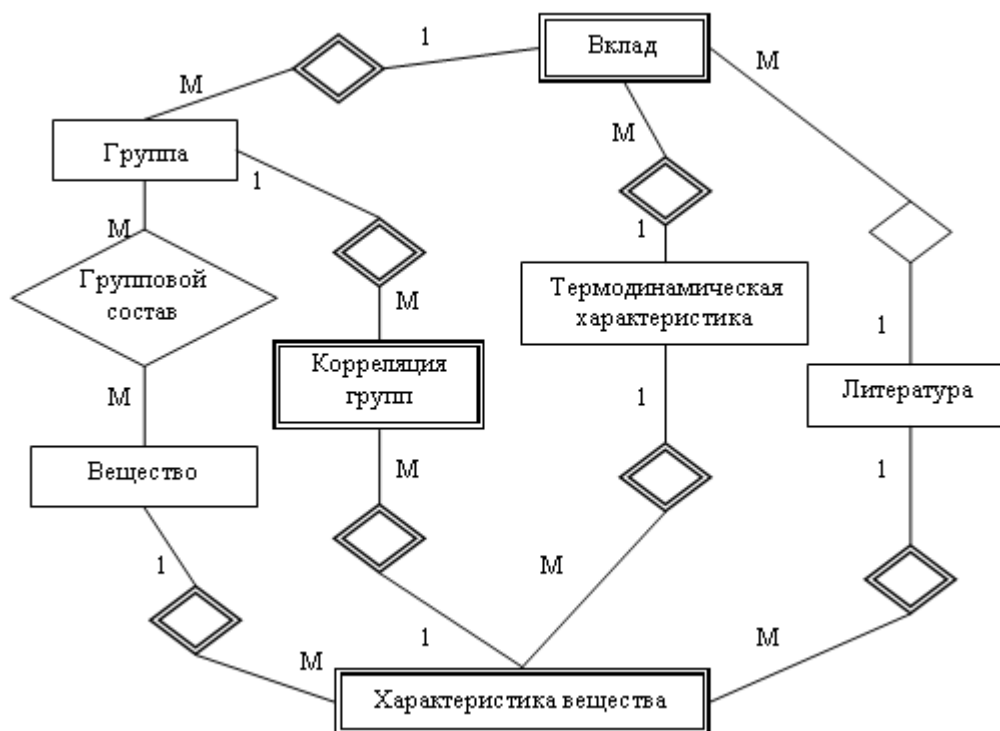 1
Вклад
М
М
М
Группа
1
М
1
Групповой
состав
Термодинамическая
характеристика
М
1
Корреляция
групп
Литература
М
1
Вещество
М
1
1
М
1
М
М
Характеристика вещества